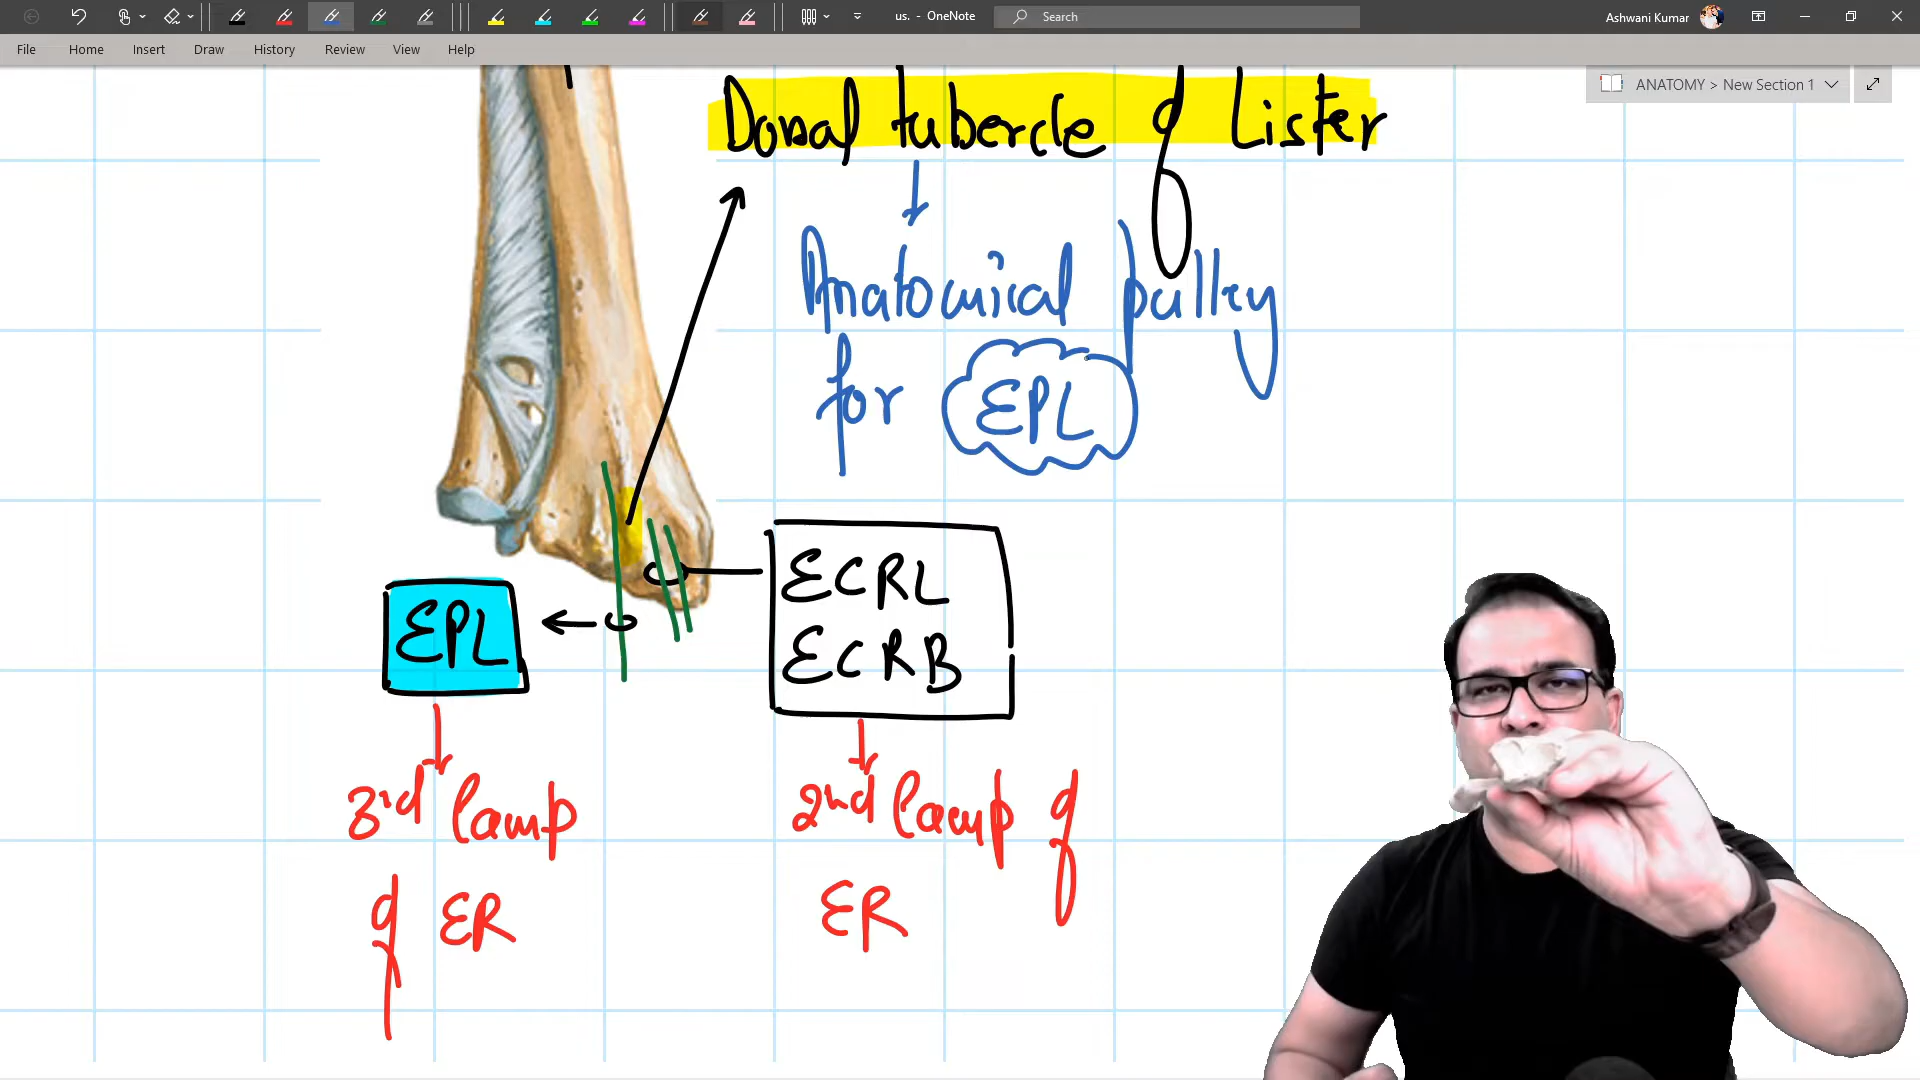 us. - OneNote
Search
Ashwani Kumar
File Home Insert Draw History Review View Help
ANATOMY > New Section 1
Dorsal tubercle of Lister
Anatomical pulley
for EPL
ECRL
ECRB
EPL
3rd Comp
of ER
2nd Comp of
ER